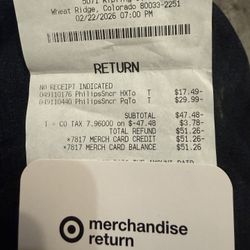 Wheat Ridge, Colorado 80033-2251
02/22/2026 07:00 PM
RETURN
NO RECEIPT INDICATED
049110176 PhilipsSncr HXTo T $17.49-
049110440 PhilipsSncr PqTo T $29.99-
SUBTOTAL $47.48-
1 = CO TAX 7.96000 on $-47.48 $3.78-
TOTAL REFUND $51.26-
*7817 MERCH CARD CREDIT $51.26-
*7817 MERCH CARD BALANCE $51.26
merchandise
return